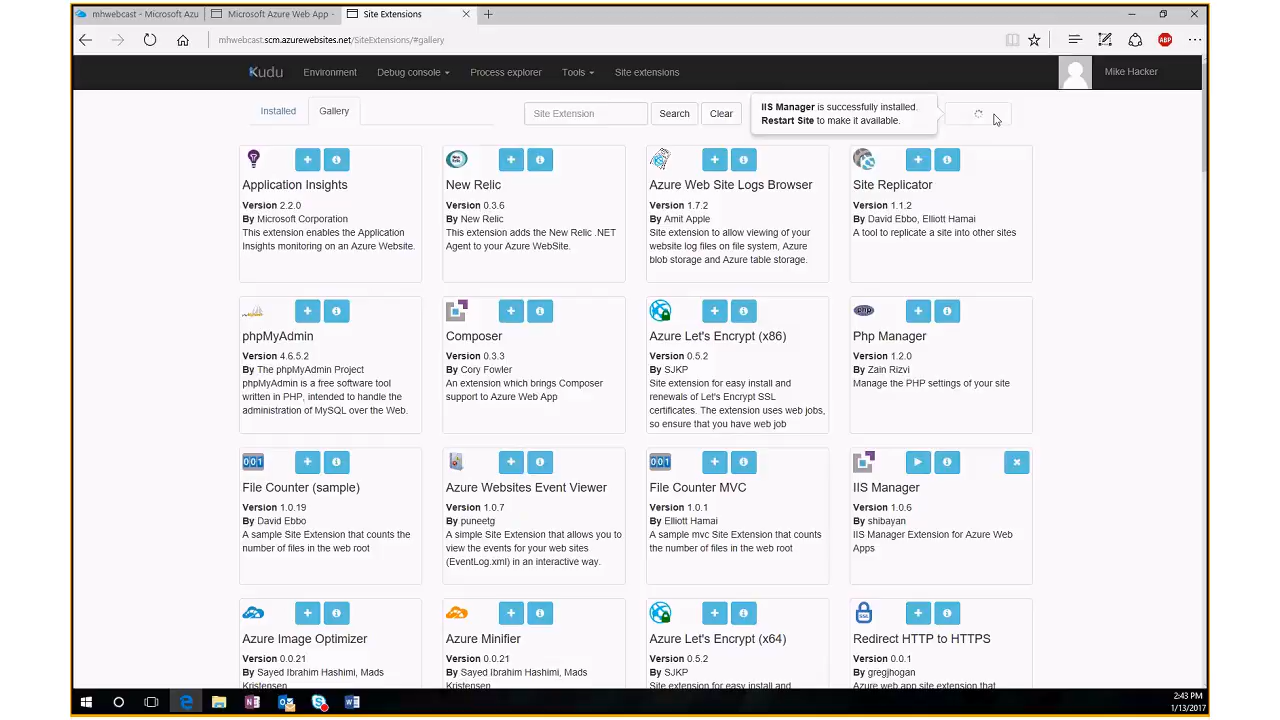 mhwebcast - Microsoft Azu
Microsoft Azure Web App -
Site Extensions
mhwebcast.scm.azurewebsites.net/SiteExtensions/#gallery
ABP
Kudu
Environment
Debug console
Process explorer
Tools
Site extensions
Mike Hacker
Installed
Gallery
Site Extension
Search
Clear
IIS Manager is successfully installed.
Restart Site to make it available.
Application Insights
Version 2.2.0
By Microsoft Corporation
This extension enables the Application
Insights monitoring on an Azure Website.
New Relic
Version 0.3.6
By New Relic
This extension adds the New Relic .NET
Agent to your Azure WebSite.
Azure Web Site Logs Browser
Version 1.7.2
By Amit Apple
Site extension to allow viewing of your
website log files on file system, Azure
blob storage and Azure table storage.
Site Replicator
Version 1.1.2
By David Ebbo, Elliott Hamai
A tool to replicate a site into other sites
phpMyAdmin
Version 4.6.5.2
By The phpMyAdmin Project
phpMyAdmin is a free software tool
written in PHP, intended to handle the
administration of MySQL over the Web.
Composer
Version 0.3.3
By Cory Fowler
An extension which brings Composer
support to Azure Web App
Azure Let's Encrypt (x86)
Version 0.5.2
By SJKP
Site extension for easy install and
renewals of Let's Encrypt SSL
certificates. The extension uses web jobs,
so ensure that you have web job
php
Php Manager
Version 1.2.0
By Zain Rizvi
Manage the PHP settings of your site
001
File Counter (sample)
Version 1.0.19
By David Ebbo
A sample Site Extension that counts the
number of files in the web root
Azure Websites Event Viewer
Version 1.0.7
By puneetg
A simple Site Extension that allows you to
view the events for your web sites
(EventLog.xml) in an interactive way.
001
File Counter MVC
Version 1.0.1
By Elliott Hamai
A sample mvc Site Extension that counts
the number of files in the web root
IIS Manager
Version 1.0.6
By shibayan
IIS Manager Extension for Azure Web
Apps
Azure Image Optimizer
Version 0.0.21
By Sayed Ibrahim Hashimi, Mads
Kristensen
Azure Minifier
Version 0.0.21
By Sayed Ibrahim Hashimi, Mads
Kristensen
Azure Let's Encrypt (x64)
Version 0.5.2
By SJKP
Site extension for easy install and
SSL
Redirect HTTP to HTTPS
Version 0.0.1
By gregjhogan
Azure web app site extension that
2:43 PM
1/13/2017